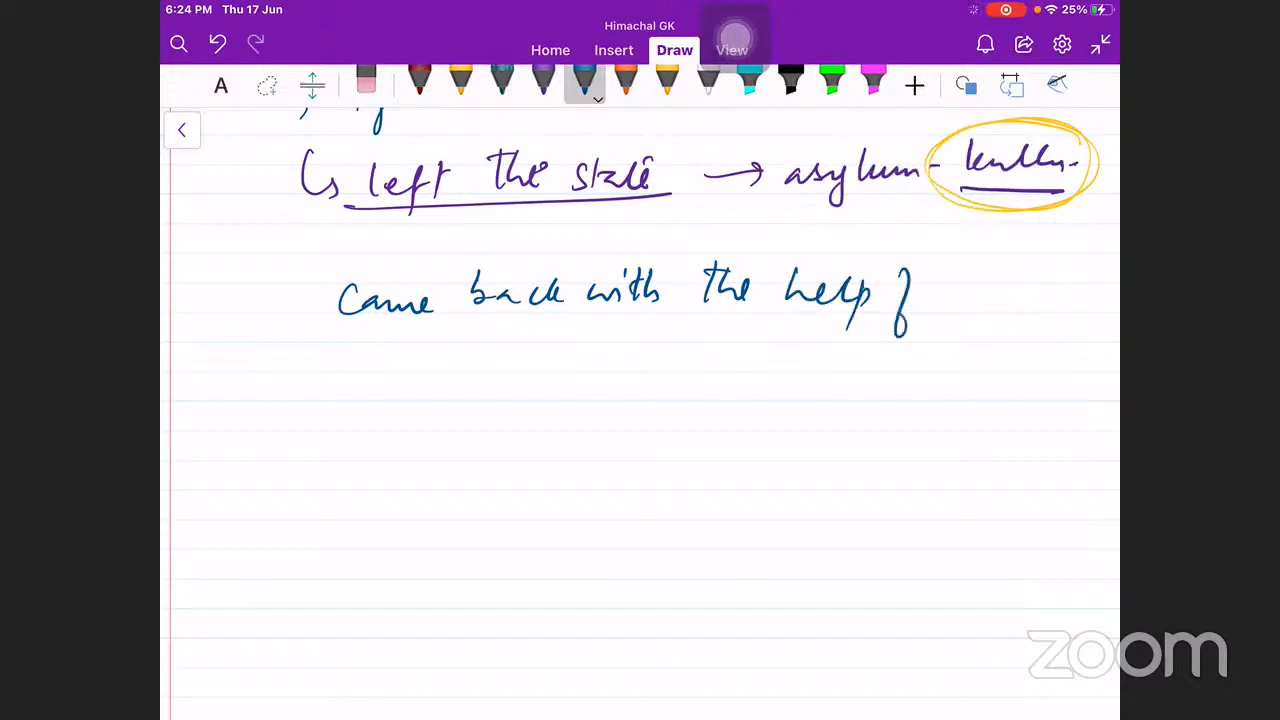 6:24 PM Thu 17 Jun
25%
Himachal GK
Home Insert Draw View
A
↳ left the state → asylum - kullu.
came back with the help of
zoom